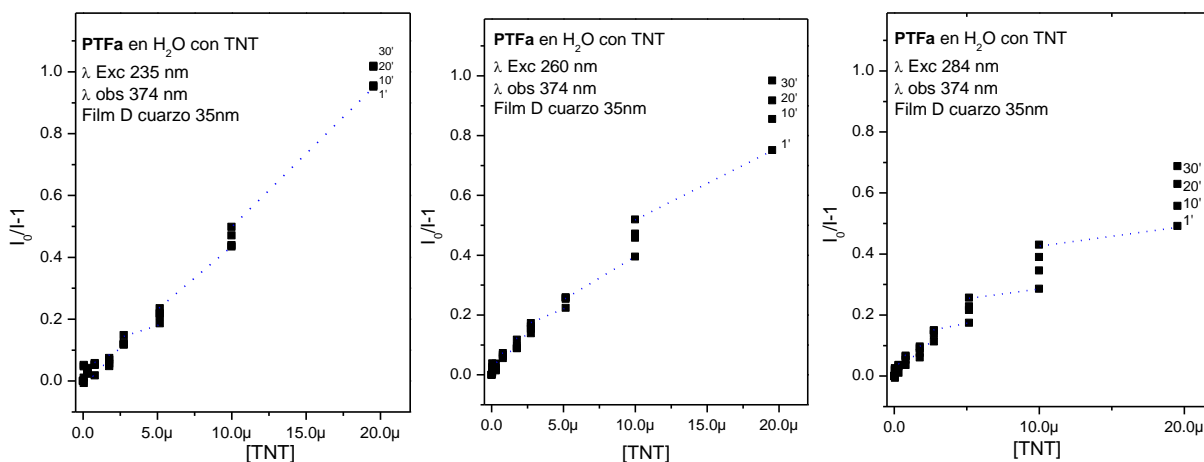 PTFa en H2O con TNT
λ Exc 235 nm
λ obs 374 nm
Film D cuarzo 35nm
30'
20'
10'
1'
1.0
0.8
0.6
0.4
0.2
0.0
I0/I-1
0.0 5.0µ 10.0µ 15.0µ 20.0µ
[TNT]
PTFa en H2O con TNT
λ Exc 260 nm
λ obs 374 nm
Film D cuarzo 35nm
30'
20'
10'
1'
1.0
0.8
0.6
0.4
0.2
0.0
I0/I-1
0.0 5.0µ 10.0µ 15.0µ 20.0µ
[TNT]
PTFa en H2O con TNT
λ Exc 284 nm
λ obs 374 nm
Film D cuarzo 35nm
30'
20'
10'
1'
1.0
0.8
0.6
0.4
0.2
0.0
I0/I-1
0.0 5.0µ 10.0µ 15.0µ 20.0µ
[TNT]